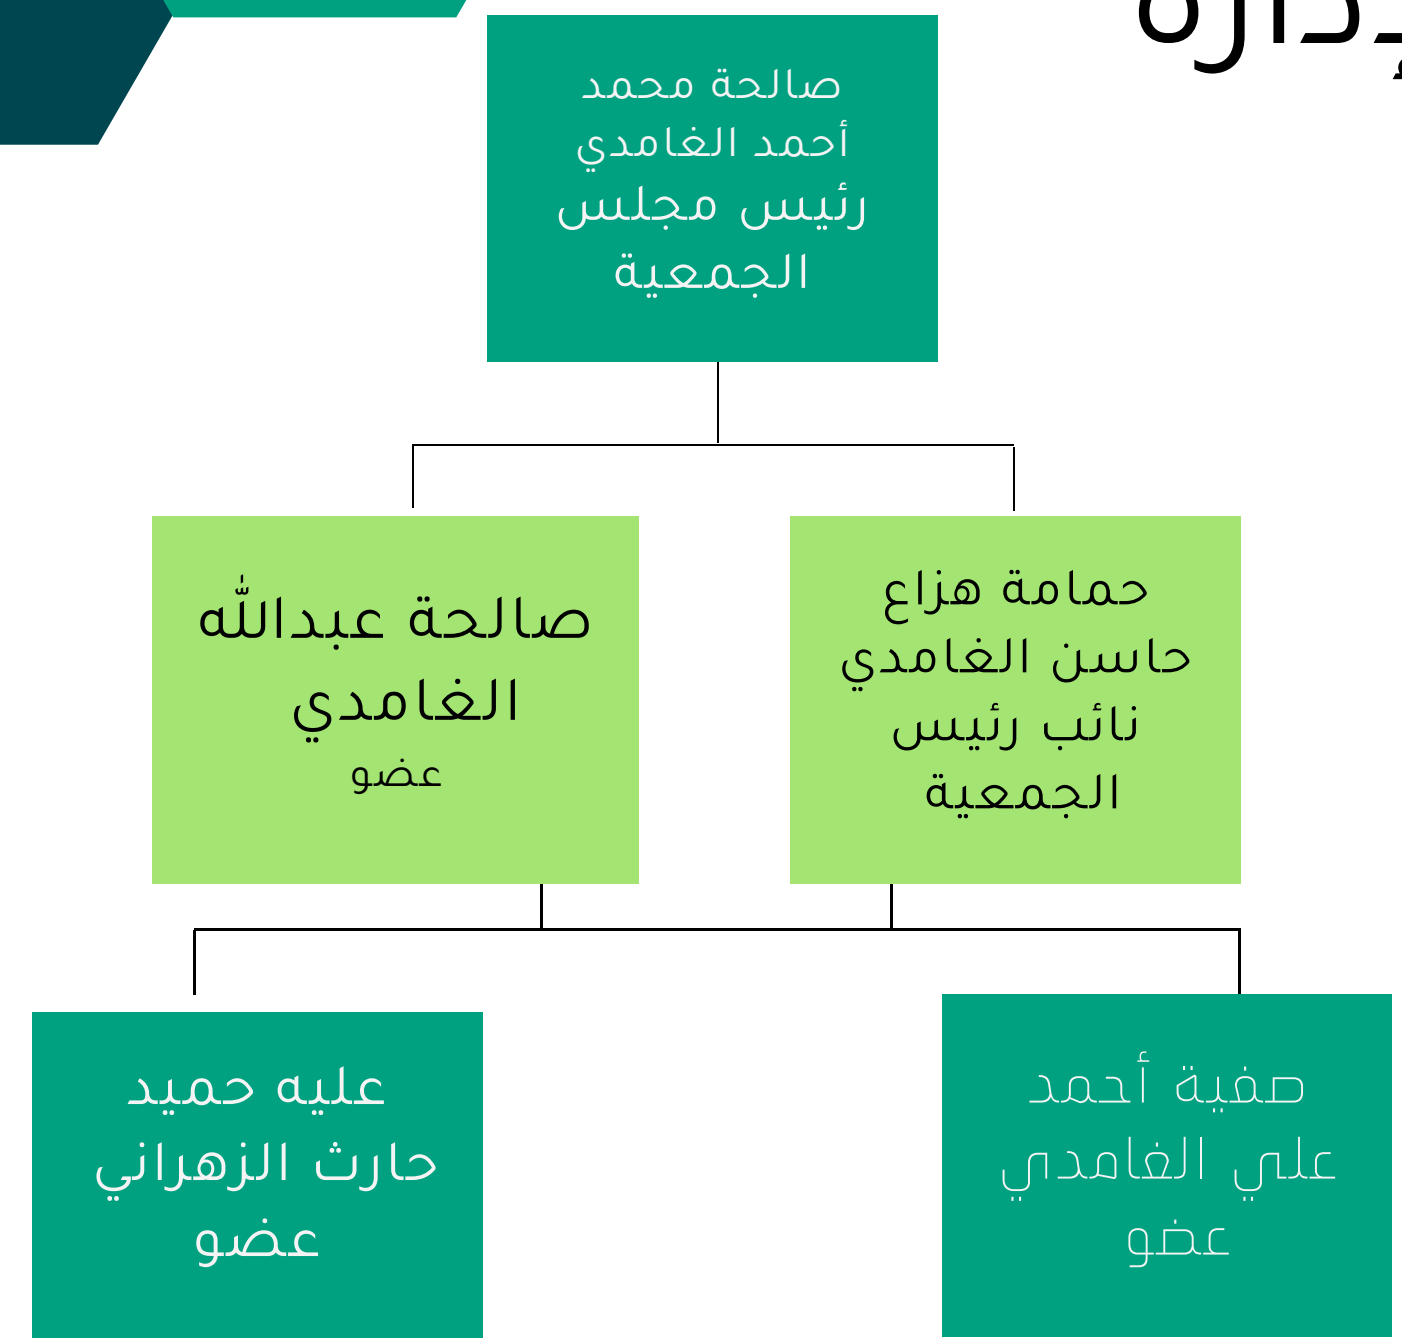 صالحة محمد
أحمد الغامدي
رئيس مجلس
الجمعية
حمامة هزاع
حاسن الغامدي
نائب رئيس
الجمعية
صالحة عبدالله
الغامدي
عضو
صفية أحمد
علي الغامدي
عضو
عليه حميد
حارث الزهراني
عضو